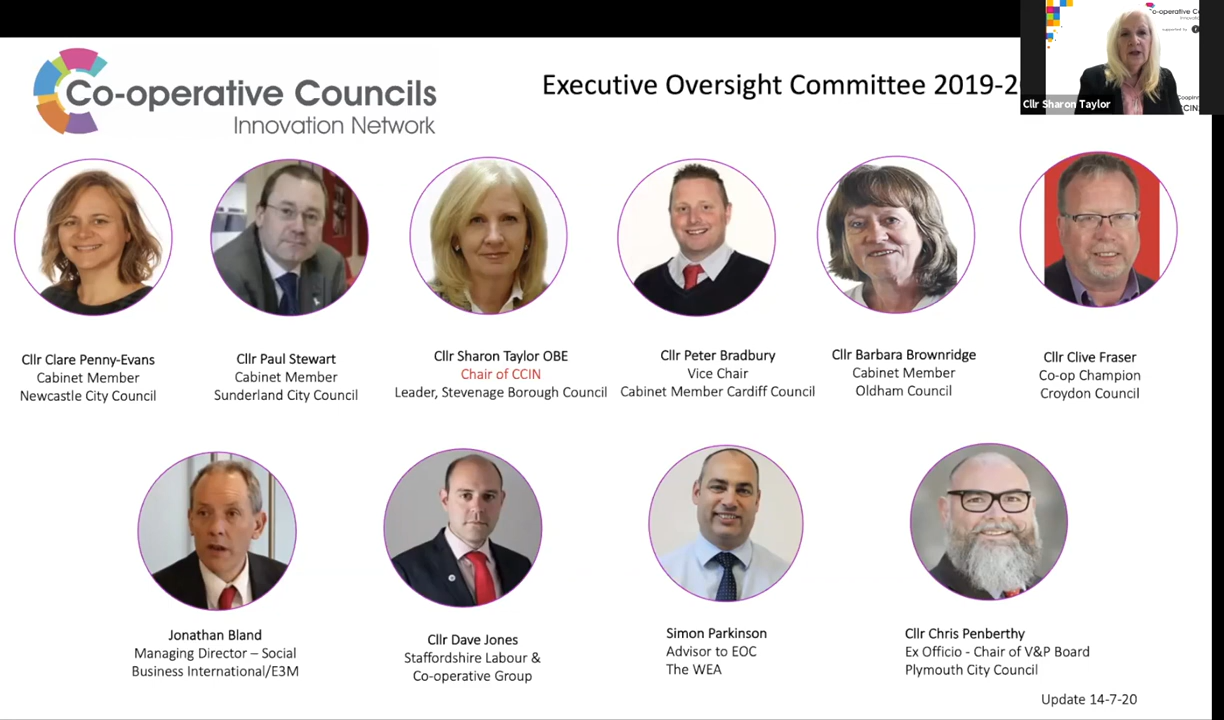 Co-operative Councils
Innovation Network
Executive Oversight Committee 2019-2
Cllr Sharon Taylor
Cllr Clare Penny-Evans
Cabinet Member
Newcastle City Council
Cllr Paul Stewart
Cabinet Member
Sunderland City Council
Cllr Sharon Taylor OBE
Chair of CCIN
Leader, Stevenage Borough Council
Cllr Peter Bradbury
Vice Chair
Cabinet Member Cardiff Council
Cllr Barbara Brownridge
Cabinet Member
Oldham Council
Cllr Clive Fraser
Co-op Champion
Croydon Council
Jonathan Bland
Managing Director – Social
Business International/E3M
Cllr Dave Jones
Staffordshire Labour &
Co-operative Group
Simon Parkinson
Advisor to EOC
The WEA
Cllr Chris Penberthy
Ex Officio - Chair of V&P Board
Plymouth City Council
Update 14-7-20